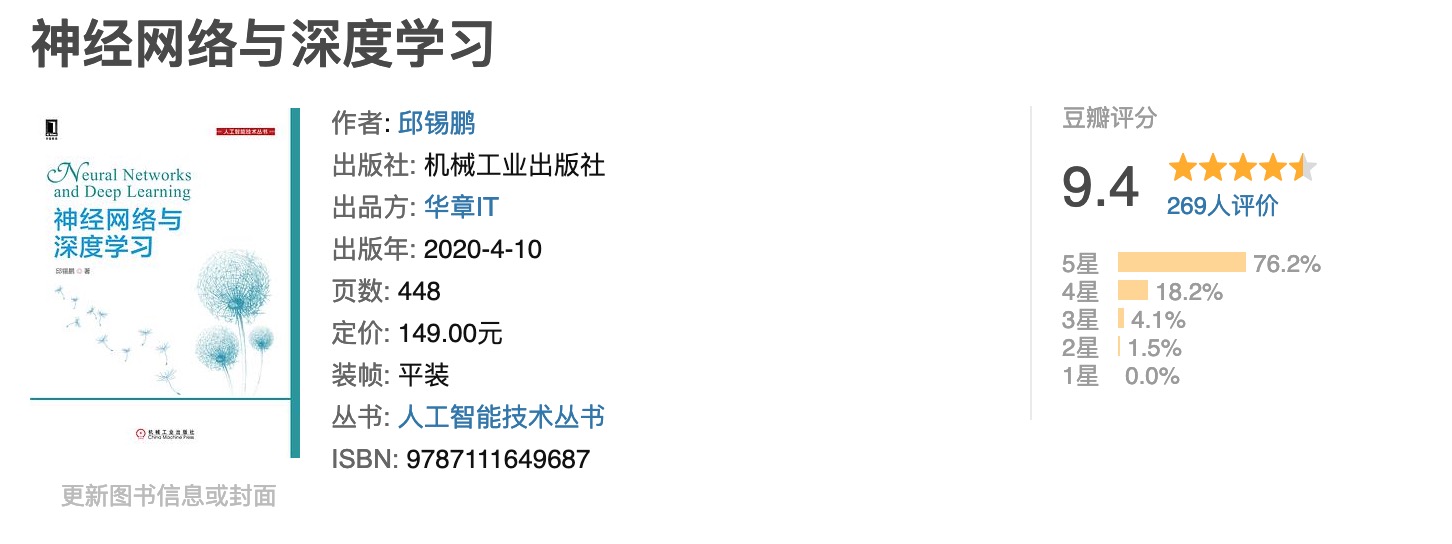 神经网络与深度学习
人工智能技术丛书
Neural Networks
and Deep Learning
神经网络与
深度学习
邱锡鹏 ◎ 著
机械工业出版社
China Machine Press
更新图书信息或封面
作者: 邱锡鹏
出版社: 机械工业出版社
出品方: 华章IT
出版年: 2020-4-10
页数: 448
定价: 149.00元
装帧: 平装
丛书: 人工智能技术丛书
ISBN: 9787111649687
豆瓣评分
9.4
269人评价
5星 76.2%
4星 18.2%
3星 4.1%
2星 1.5%
1星 0.0%